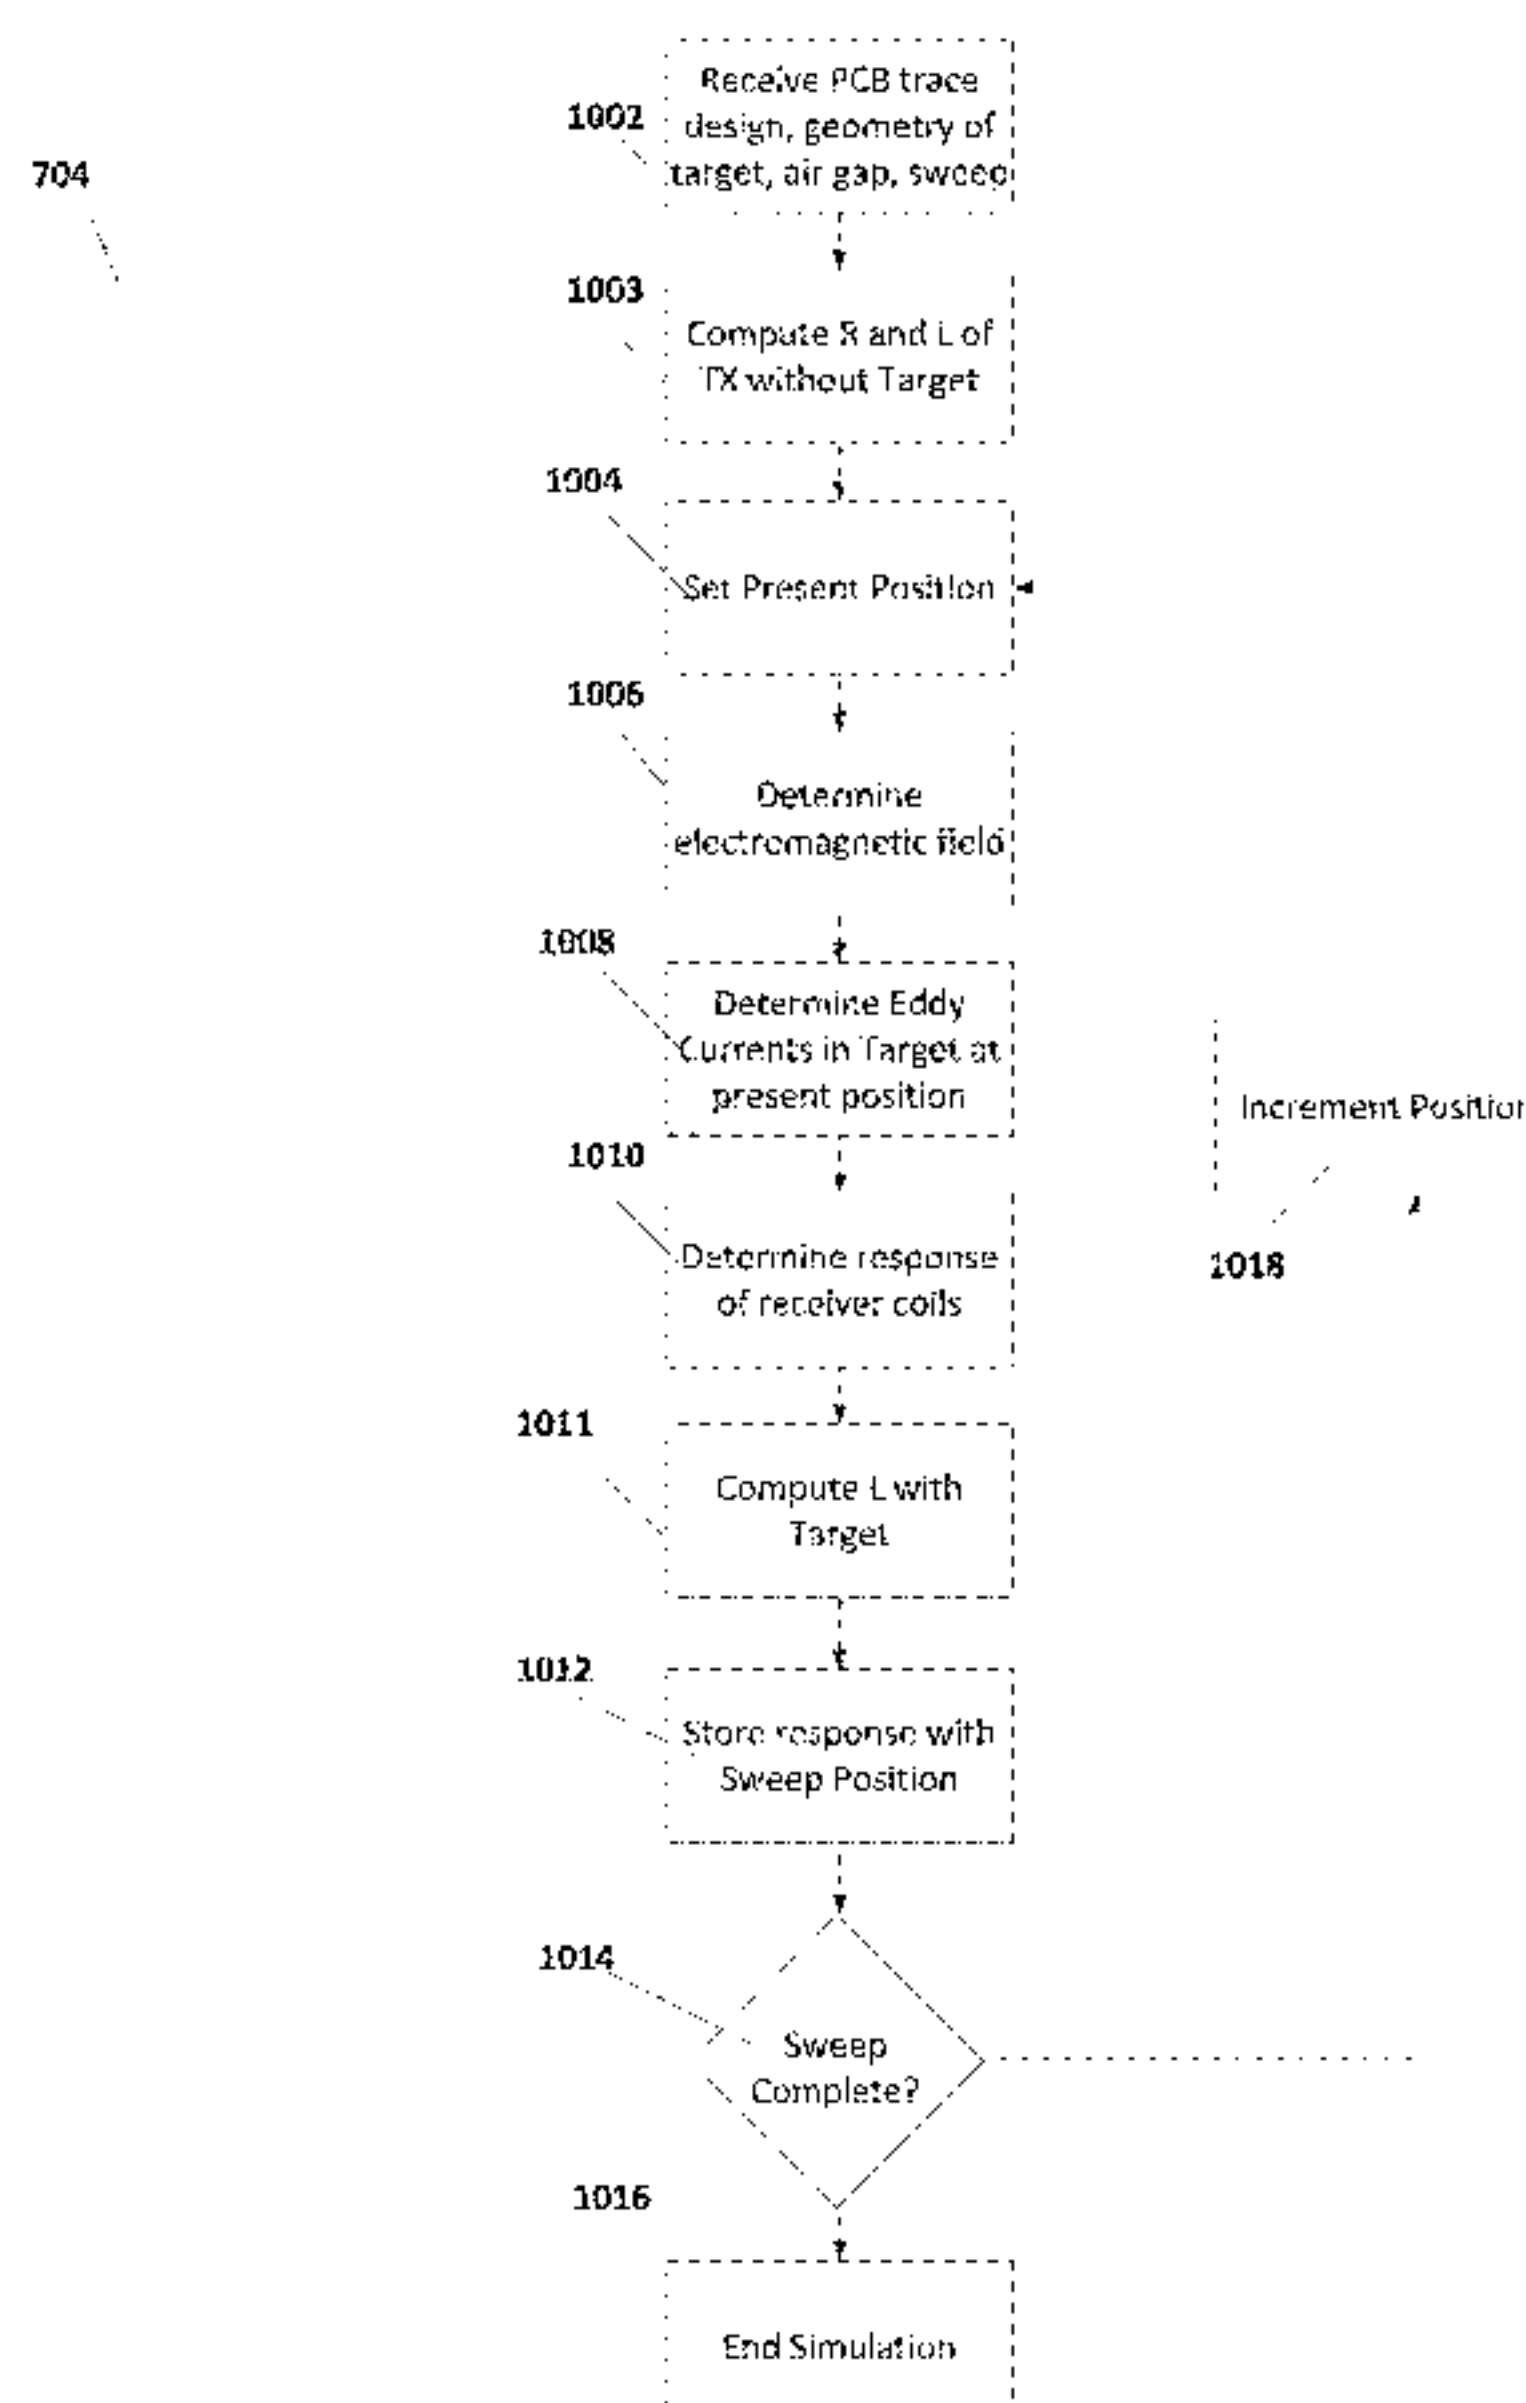 Receive PCB trace
design, geometry of
target, air gap, sweep
1002
704
1003
Compute R and L of
TX without Target
1004
Set Present Position
1006
Determine
electromagnetic field
1008
Determine Eddy
Currents in Target at
present position
Increment Position
1010
Determine response
of receiver coils
1018
1011
Compute L with
Target
1012
Store response with
Sweep Position
1014
Sweep
Complete?
1016
End Simulation